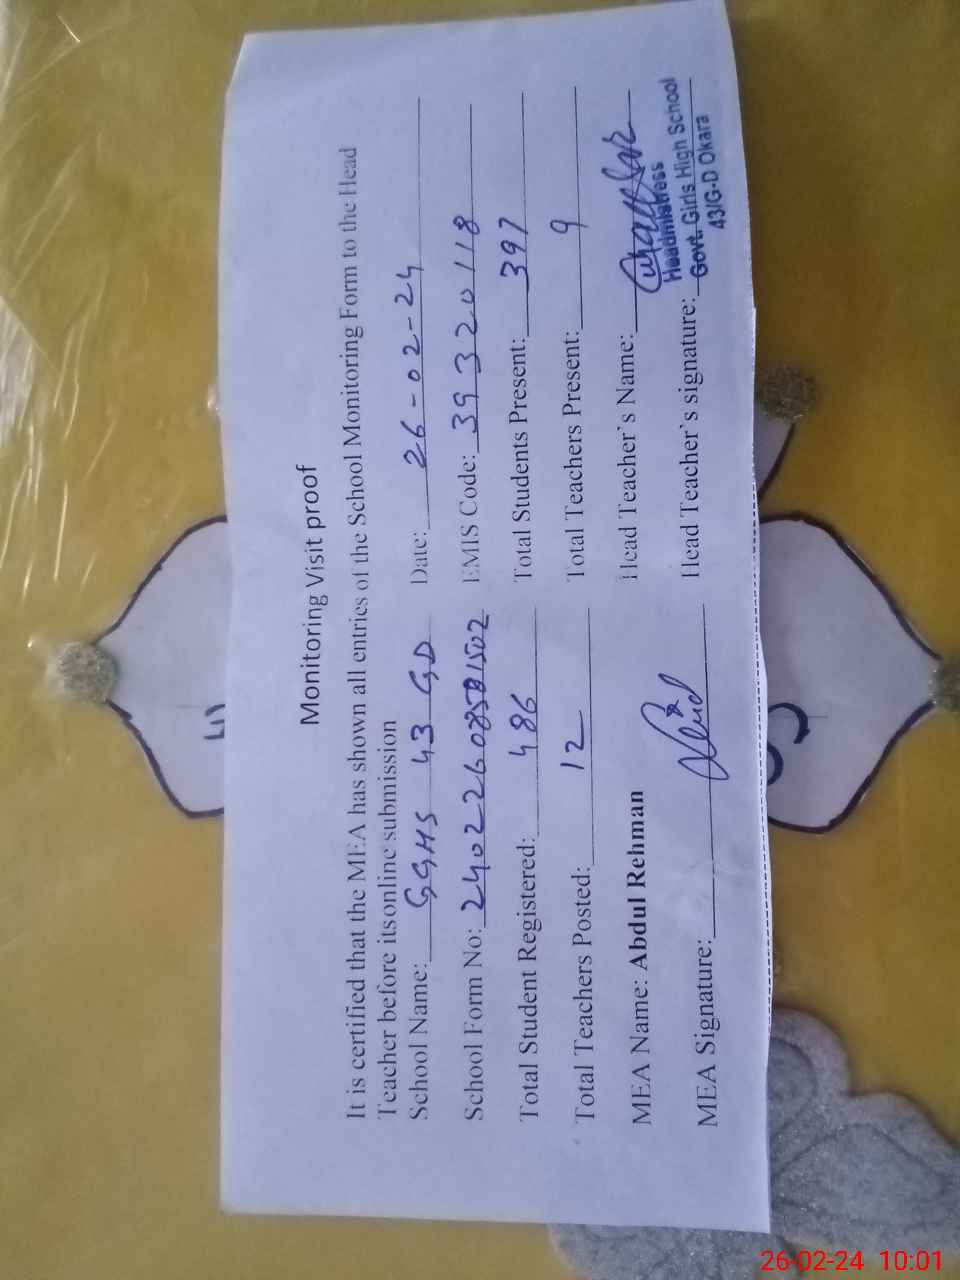 Monitoring Visit proof
It is certified that the MEA has shown all entries of the School Monitoring Form to the Head
Teacher before itsonline submission
School Name: GGHS 43 GD Date: 26-02-24
School Form No: 24022608581502 EMIS Code: 39320118
Total Student Registered: 486 Total Students Present: 397
Total Teachers Posted: 12 Total Teachers Present: 9
MEA Name: Abdul Rehman Head Teacher's Name:
MEA Signature: Head Teacher's signature:
Headmistress
Govt. Girls High School
43/G-D Okara
26-02-24 10:01